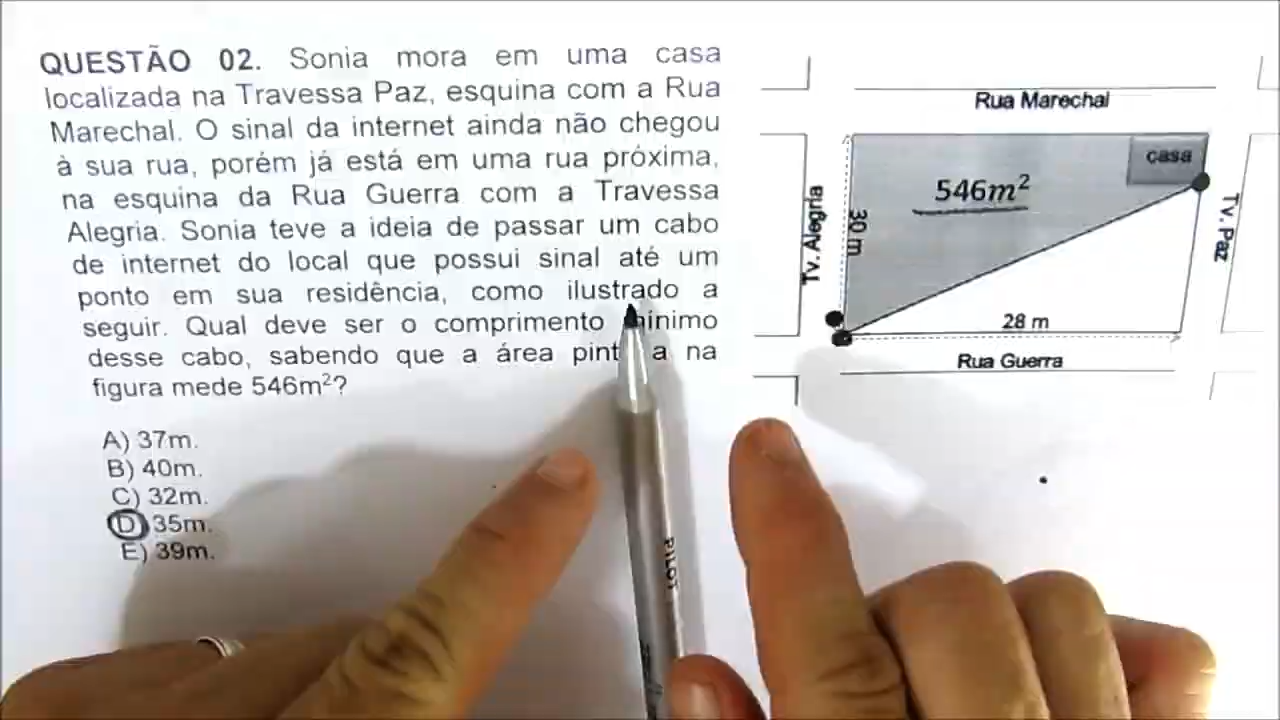 QUESTÃO 02. Sonia mora em uma casa
localizada na Travessa Paz, esquina com a Rua
Marechal. O sinal da internet ainda não chegou
à sua rua, porém já está em uma rua próxima,
na esquina da Rua Guerra com a Travessa
Alegria. Sonia teve a ideia de passar um cabo
de internet do local que possui sinal até um
ponto em sua residência, como ilustrado a
seguir. Qual deve ser o comprimento mínimo
desse cabo, sabendo que a área na
figura mede 546m²?
A) 37m.
B) 40m.
C) 32m.
D) 35m.
E) 39m.
Rua Marechal
casa
546m²
Tv. Alegria
30 m
Tv. Paz
28 m
Rua Guerra
PILOT